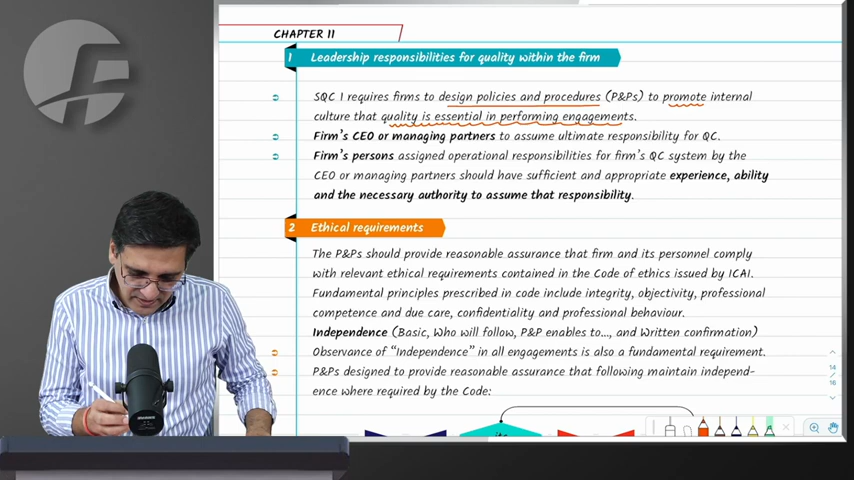 CHAPTER 11
1 Leadership responsibilities for quality within the firm
SQC 1 requires firms to design policies and procedures (P&Ps) to promote internal
culture that quality is essential in performing engagements.
Firm's CEO or managing partners to assume ultimate responsibility for QC.
Firm's persons assigned operational responsibilities for firm's QC system by the
CEO or managing partners should have sufficient and appropriate experience, ability
and the necessary authority to assume that responsibility.
2 Ethical requirements
The P&Ps should provide reasonable assurance that firm and its personnel comply
with relevant ethical requirements contained in the Code of ethics issued by ICAI.
Fundamental principles prescribed in code include integrity, objectivity, professional
competence and due care, confidentiality and professional behaviour.
Independence (Basic, Who will follow, P&P enables to..., and Written confirmation)
Observance of "Independence" in all engagements is also a fundamental requirement.
P&Ps designed to provide reasonable assurance that following maintain independ-
ence where required by the Code:
its
14
16